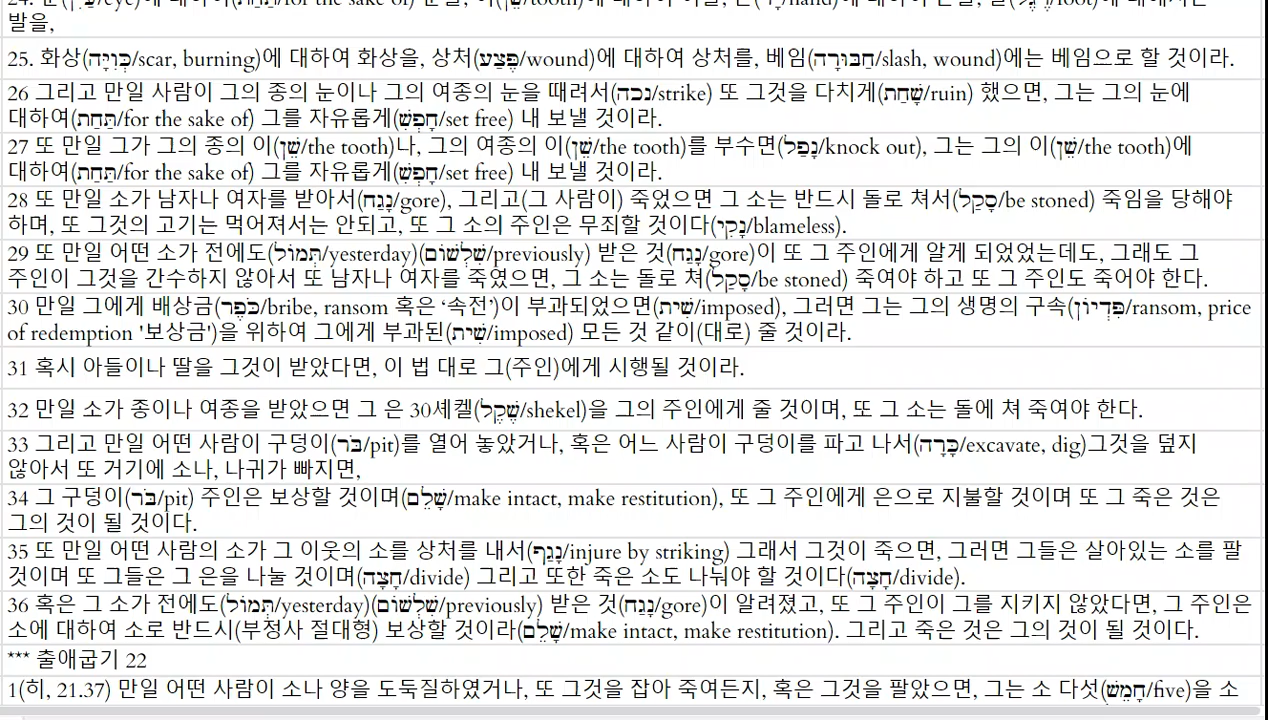 24. 눈(עַיִן/eye)에 대하여(תַּחַת/for the sake of) 눈을, 이(שֵׁן/tooth)에 대하여 이를, 손(יָד/hand)에 대하여 손을, 발(רֶגֶל/foot)에 대해서는
발을,
25. 화상(כְּוִיָּה/scar, burning)에 대하여 화상을, 상처(פֶּצַע/wound)에 대하여 상처를, 베임(חַבּוּרָה/slash, wound)에는 베임으로 할 것이라.
26 그리고 만일 사람이 그의 종의 눈이나 그의 여종의 눈을 때려서(נכה/strike) 또 그것을 다치게(שָׁחַת/ruin) 했으면, 그는 그의 눈에
대하여(תַּחַת/for the sake of) 그를 자유롭게(חָפְשִׁ/set free) 내 보낼 것이라.
27 또 만일 그가 그의 종의 이(שֵׁן/the tooth)나, 그의 여종의 이(שֵׁן/the tooth)를 부수면(נָפַל/knock out), 그는 그의 이(שֵׁן/the tooth)에
대하여(תַּחַת/for the sake of) 그를 자유롭게(חָפְשִׁ/set free) 내 보낼 것이라.
28 또 만일 소가 남자나 여자를 받아서(נָגַח/gore), 그리고(그 사람이) 죽었으면 그 소는 반드시 돌로 쳐서(סָקַל/be stoned) 죽임을 당해야
하며, 또 그것의 고기는 먹어져서는 안되고, 또 그 소의 주인은 무죄할 것이다(נָקִי/blameless).
29 또 만일 어떤 소가 전에도(תְּמוֹל/yesterday)(שִׁלְשׁוֹם/previously) 받은 것(נָגַח/gore)이 또 그 주인에게 알게 되었었는데도, 그래도 그
주인이 그것을 간수하지 않아서 또 남자나 여자를 죽였으면, 그 소는 돌로 쳐(סָקַל/be stoned) 죽여야 하고 또 그 주인도 죽어야 한다.
30 만일 그에게 배상금(כֹּפֶר/bribe, ransom 혹은 ‘속전’)이 부과되었으면(שִׁית/imposed), 그러면 그는 그의 생명의 구속(פִּדְיוֹן/ransom, price
of redemption '보상금')을 위하여 그에게 부과된(שִׁית/imposed) 모든 것 같이(대로) 줄 것이라.
31 혹시 아들이나 딸을 그것이 받았다면, 이 법 대로 그(주인)에게 시행될 것이라.
32 만일 소가 종이나 여종을 받았으면 그 은 30세켈(שֶׁקֶל/shekel)을 그의 주인에게 줄 것이며, 또 그 소는 돌에 쳐 죽여야 한다.
33 그리고 만일 어떤 사람이 구덩이(בֹּר/pit)를 열어 놓았거나, 혹은 어느 사람이 구덩이를 파고 나서(כָּרָה/excavate, dig)그것을 덮지
않아서 또 거기에 소나, 나귀가 빠지면,
34 그 구덩이(בֹּר/pit) 주인은 보상할 것이며(שָׁלֵם/make intact, make restitution), 또 그 주인에게 은으로 지불할 것이며 또 그 죽은 것은
그의 것이 될 것이다.
35 또 만일 어떤 사람의 소가 그 이웃의 소를 상처를 내서(נָגַף/injure by striking) 그래서 그것이 죽으면, 그러면 그들은 살아있는 소를 팔
것이며 또 그들은 그 은을 나눌 것이며(חָצָה/divide) 그리고 또한 죽은 소도 나눠야 할 것이다(חָצָה/divide).
36 혹은 그 소가 전에도(תְּמוֹל/yesterday)(שִׁלְשׁוֹם/previously) 받은 것(נָגַח/gore)이 알려졌고, 또 그 주인이 그를 지키지 않았다면, 그 주인은
소에 대하여 소로 반드시(부정사 절대형) 보상할 것이라(שָׁלֵם/make intact, make restitution). 그리고 죽은 것은 그의 것이 될 것이다.
*** 출애굽기 22
1(히, 21.37) 만일 어떤 사람이 소나 양을 도둑질하였거나, 또 그것을 잡아 죽여든지, 혹은 그것을 팔았으면, 그는 소 다섯(חָמֵשׁ/five)을 소